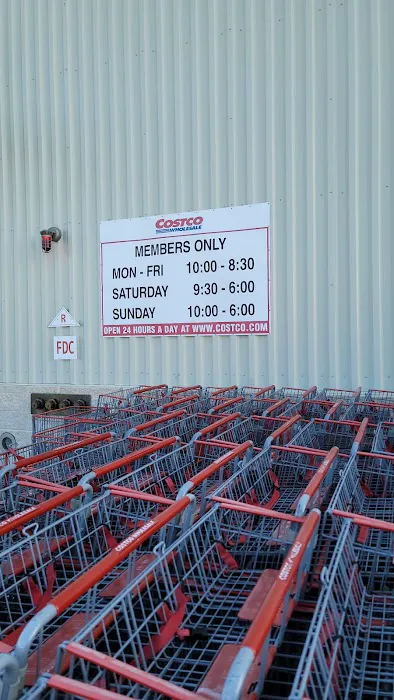 COSTCO
WHOLESALE
MEMBERS ONLY
MON - FRI 10:00 - 8:30
SATURDAY 9:30 - 6:00
SUNDAY 10:00 - 6:00
OPEN 24 HOURS A DAY AT WWW.COSTCO.COM
R
FDC